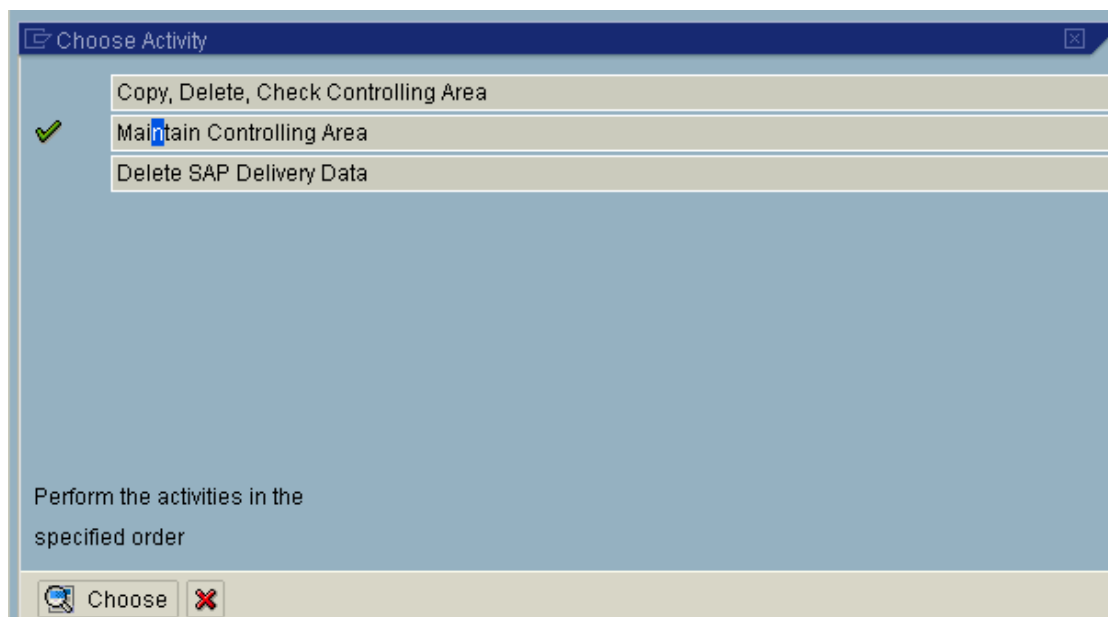 Choose Activity
Copy, Delete, Check Controlling Area
Maintain Controlling Area
Delete SAP Delivery Data
Perform the activities in the
specified order
Choose